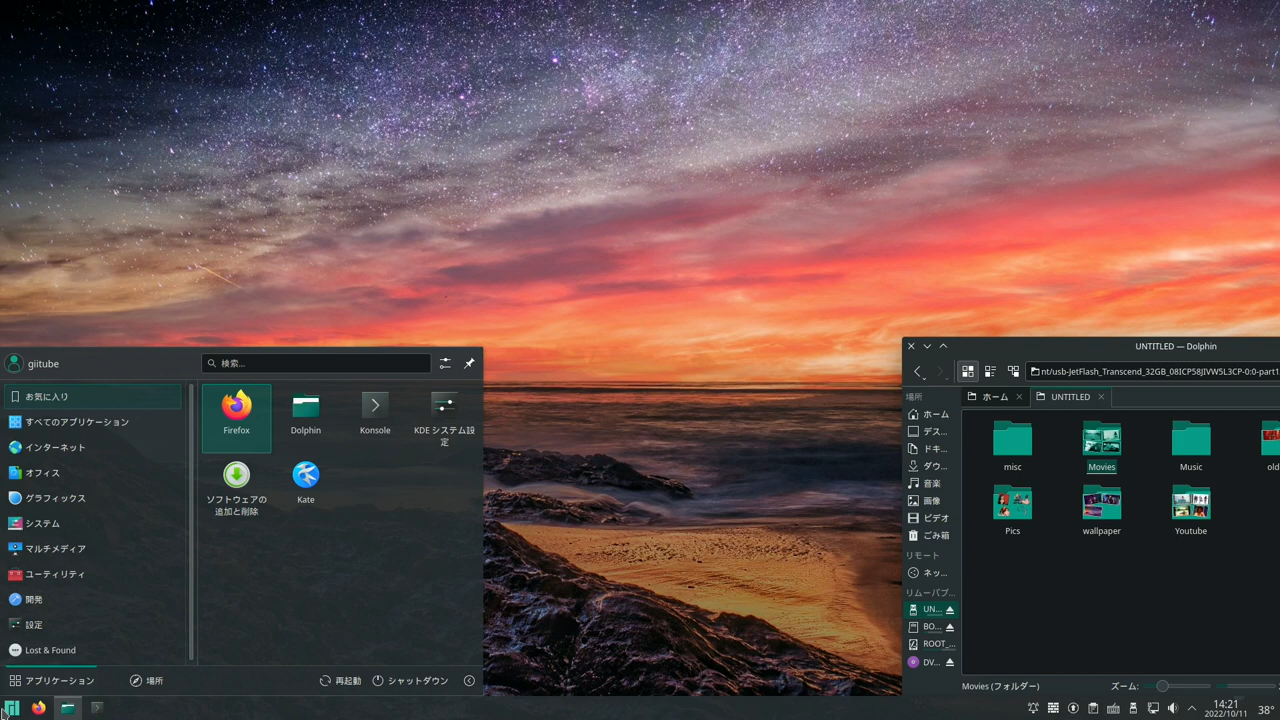 giitube
検索...
お気に入り
すべてのアプリケーション
インターネット
オフィス
グラフィックス
システム
マルチメディア
ユーティリティ
開発
設定
Lost & Found
Firefox
Dolphin
Konsole
KDE システム設
定
ソフトウェアの
追加と削除
Kate
アプリケーション
場所
再起動
シャットダウン
UNTITLED — Dolphin
nt/usb-JetFlash_Transcend_32GB_08ICP58JIVW5L3CP-0:0-part1
場所
ホーム
デス...
ドキ...
ダウ...
音楽
画像
ビデオ
ごみ箱
リモート
ネッ...
リムーバブ...
UN...
BO...
ROOT_...
DV...
ホーム
UNTITLED
misc
Movies
Music
old
Pics
wallpaper
Youtube
Movies (フォルダー)
ズーム:
14:21
2022/10/11
38°